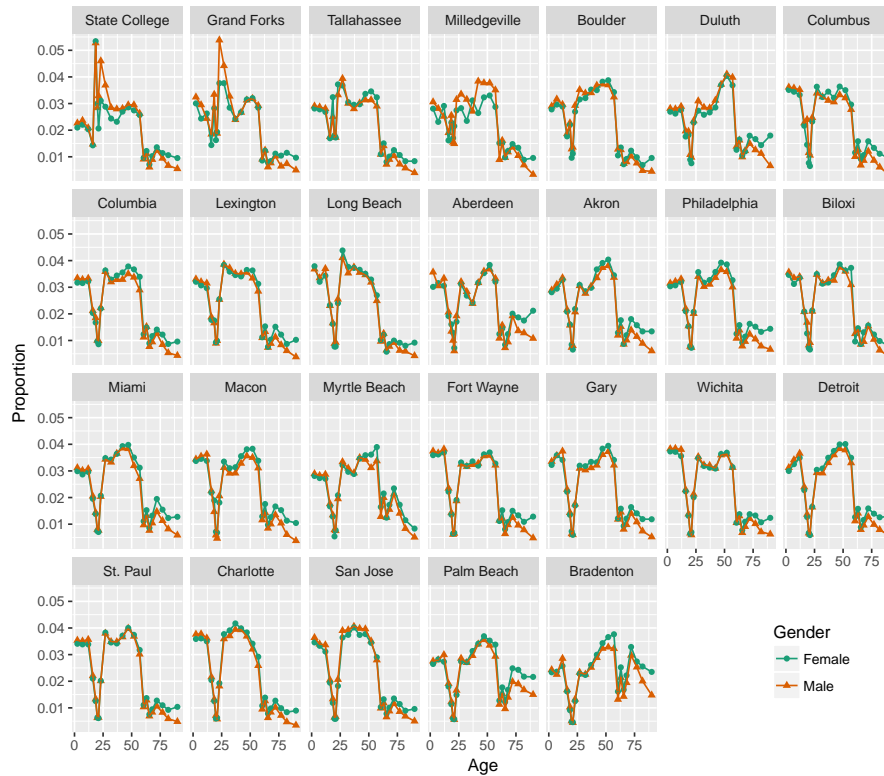 State College Grand Forks Tallahassee Milledgeville Boulder Duluth Columbus
0.05
0.04
0.03
0.02
0.01
Columbia Lexington Long Beach Aberdeen Akron Philadelphia Biloxi
0.05
0.04
0.03
0.02
0.01
Miami Macon Myrtle Beach Fort Wayne Gary Wichita Detroit
0.05
0.04
0.03
0.02
0.01
0 25 50 75 0 25 50 75
St. Paul Charlotte San Jose Palm Beach Bradenton
0.05
0.04
0.03
0.02
0.01
0 25 50 75 0 25 50 75 0 25 50 75 0 25 50 75 0 25 50 75
Proportion
Age
Gender
Female
Male